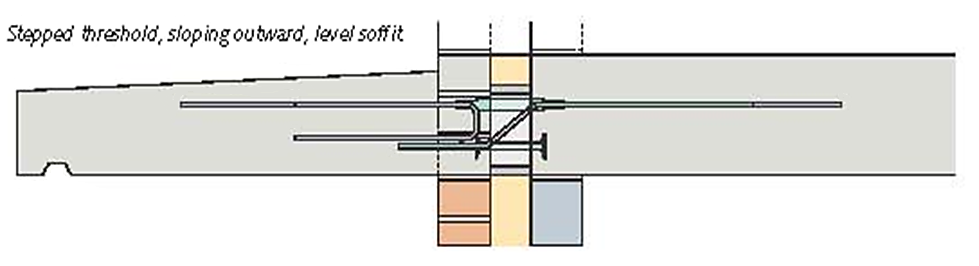 Stepped threshold, sloping outward, level soffit